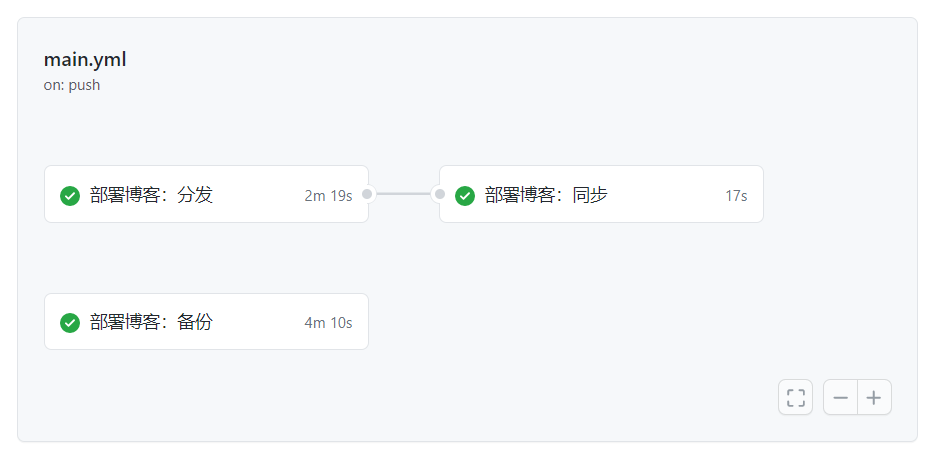 main.yml
on: push
部署博客：分发 2m 19s
部署博客：同步 17s
部署博客：备份 4m 10s